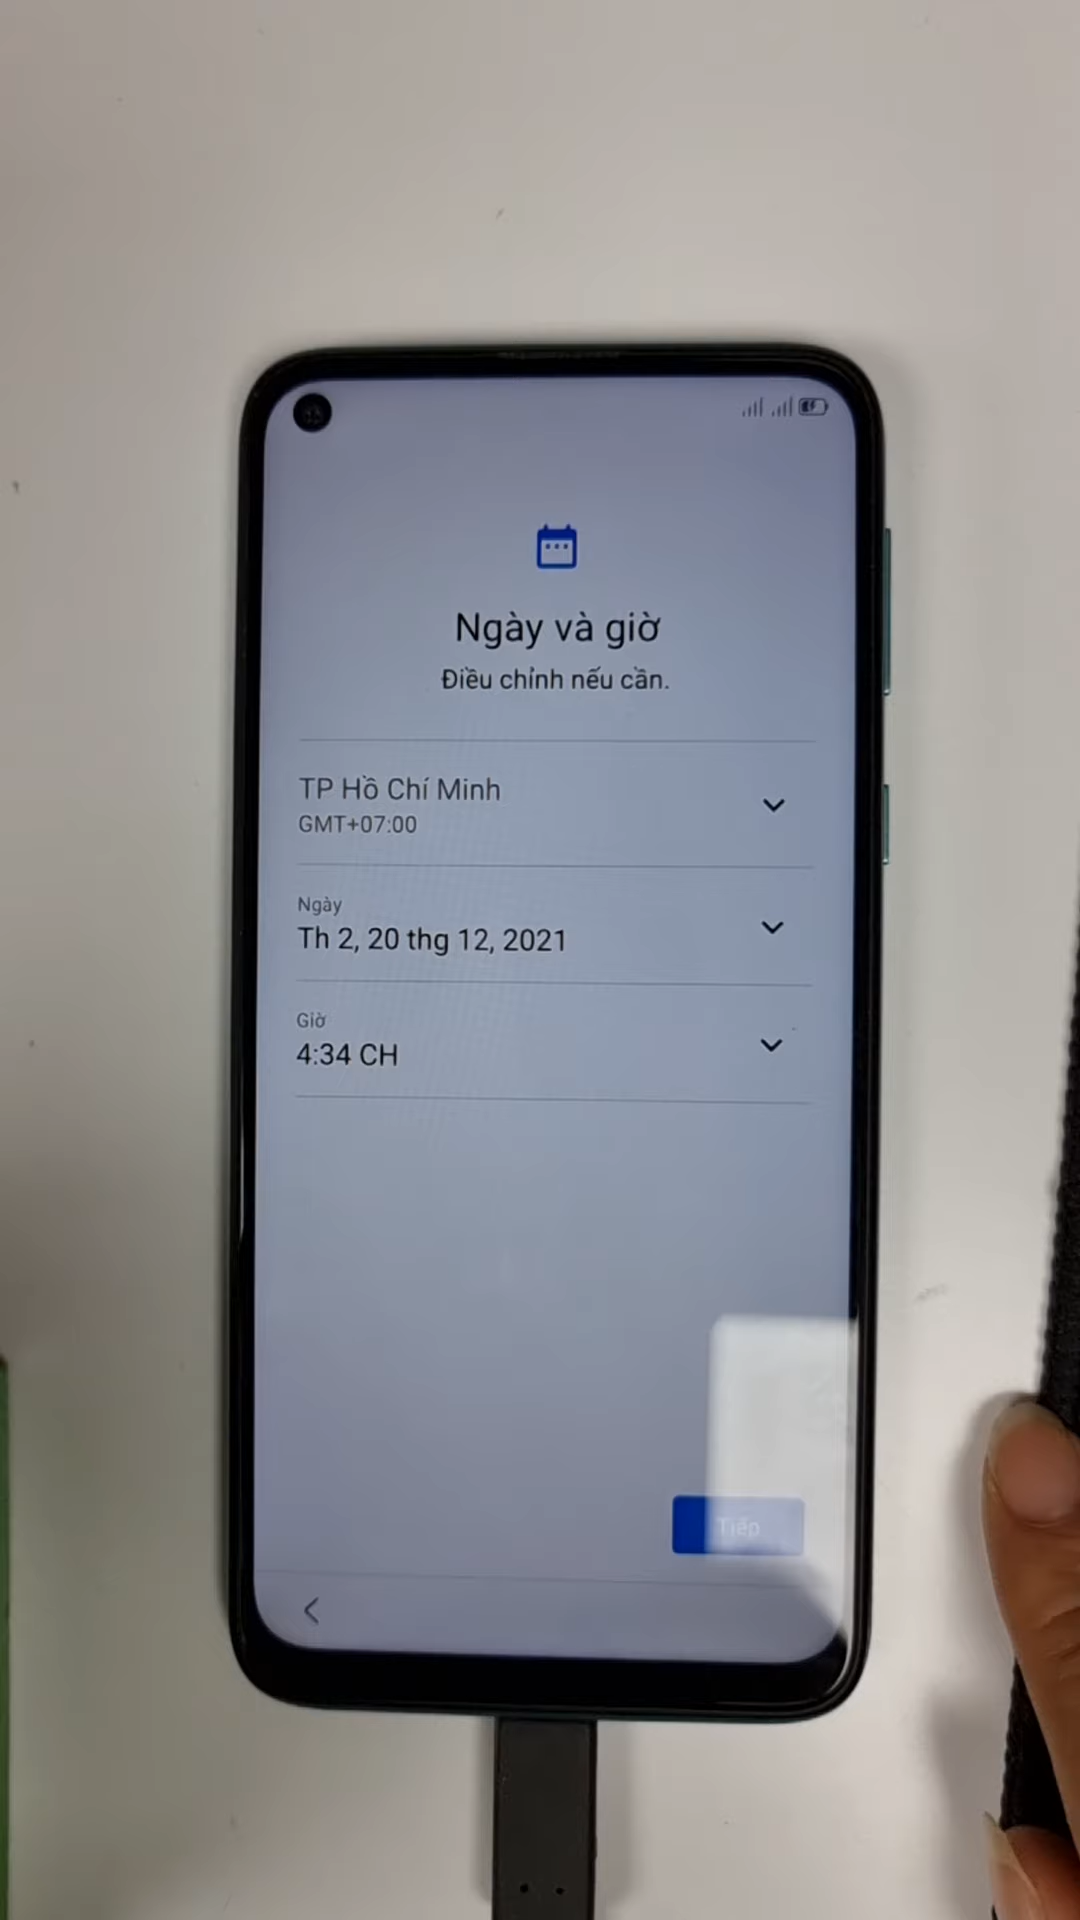 Ngày và giờ
Điều chỉnh nếu cần.
TP Hồ Chí Minh
GMT+07:00
Ngày
Th 2, 20 thg 12, 2021
Giờ
4:34 CH
Tiếp